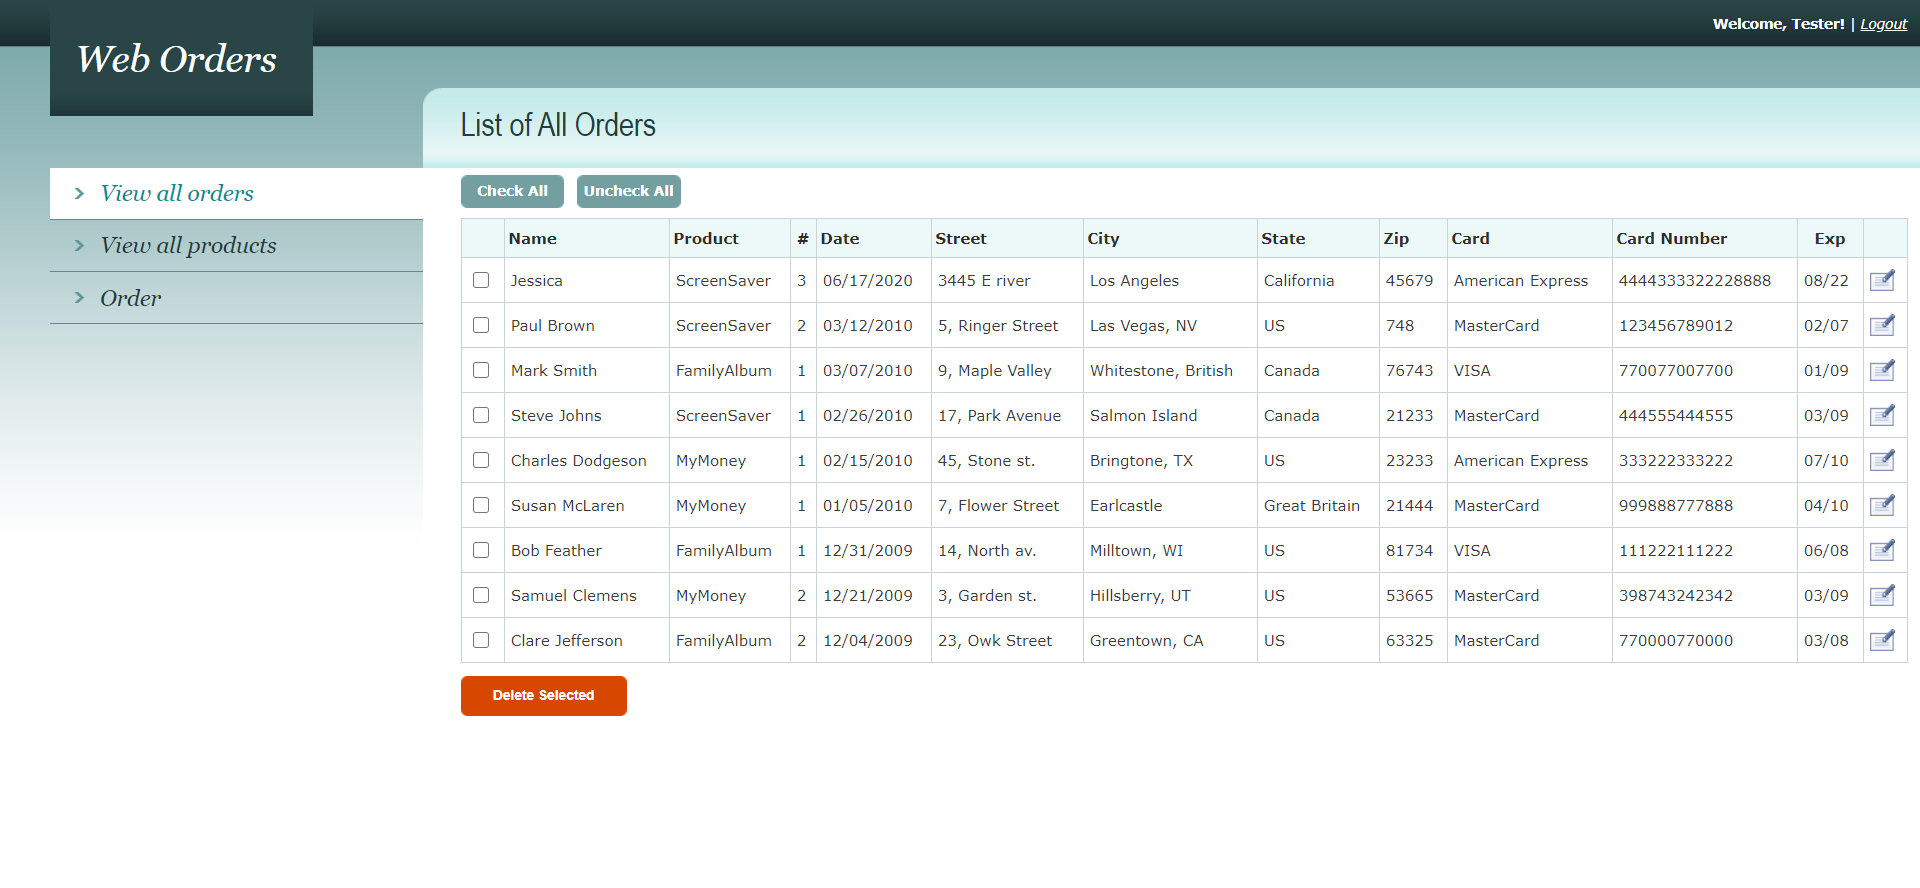 Welcome, Tester! | Logout
Web Orders
List of All Orders
View all orders
View all products
Order
Check All Uncheck All
Name Product # Date Street City State Zip Card Card Number Exp
Jessica ScreenSaver 3 06/17/2020 3445 E river Los Angeles California 45679 American Express 4444333322228888 08/22
Paul Brown ScreenSaver 2 03/12/2010 5, Ringer Street Las Vegas, NV US 748 MasterCard 123456789012 02/07
Mark Smith FamilyAlbum 1 03/07/2010 9, Maple Valley Whitestone, British Canada 76743 VISA 770077007700 01/09
Steve Johns ScreenSaver 1 02/26/2010 17, Park Avenue Salmon Island Canada 21233 MasterCard 444555444555 03/09
Charles Dodgeson MyMoney 1 02/15/2010 45, Stone st. Bringtone, TX US 23233 American Express 333222333222 07/10
Susan McLaren MyMoney 1 01/05/2010 7, Flower Street Earlcastle Great Britain 21444 MasterCard 999888777888 04/10
Bob Feather FamilyAlbum 1 12/31/2009 14, North av. Milltown, WI US 81734 VISA 111222111222 06/08
Samuel Clemens MyMoney 2 12/21/2009 3, Garden st. Hillsberry, UT US 53665 MasterCard 398743242342 03/09
Clare Jefferson FamilyAlbum 2 12/04/2009 23, Owk Street Greentown, CA US 63325 MasterCard 770000770000 03/08
Delete Selected